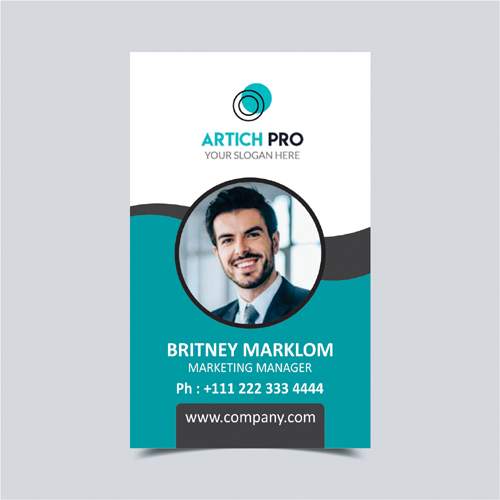 ARTICH PRO
YOUR SLOGAN HERE
BRITNEY MARKLOM
MARKETING MANAGER
Ph : +111 222 333 4444
www.company.com